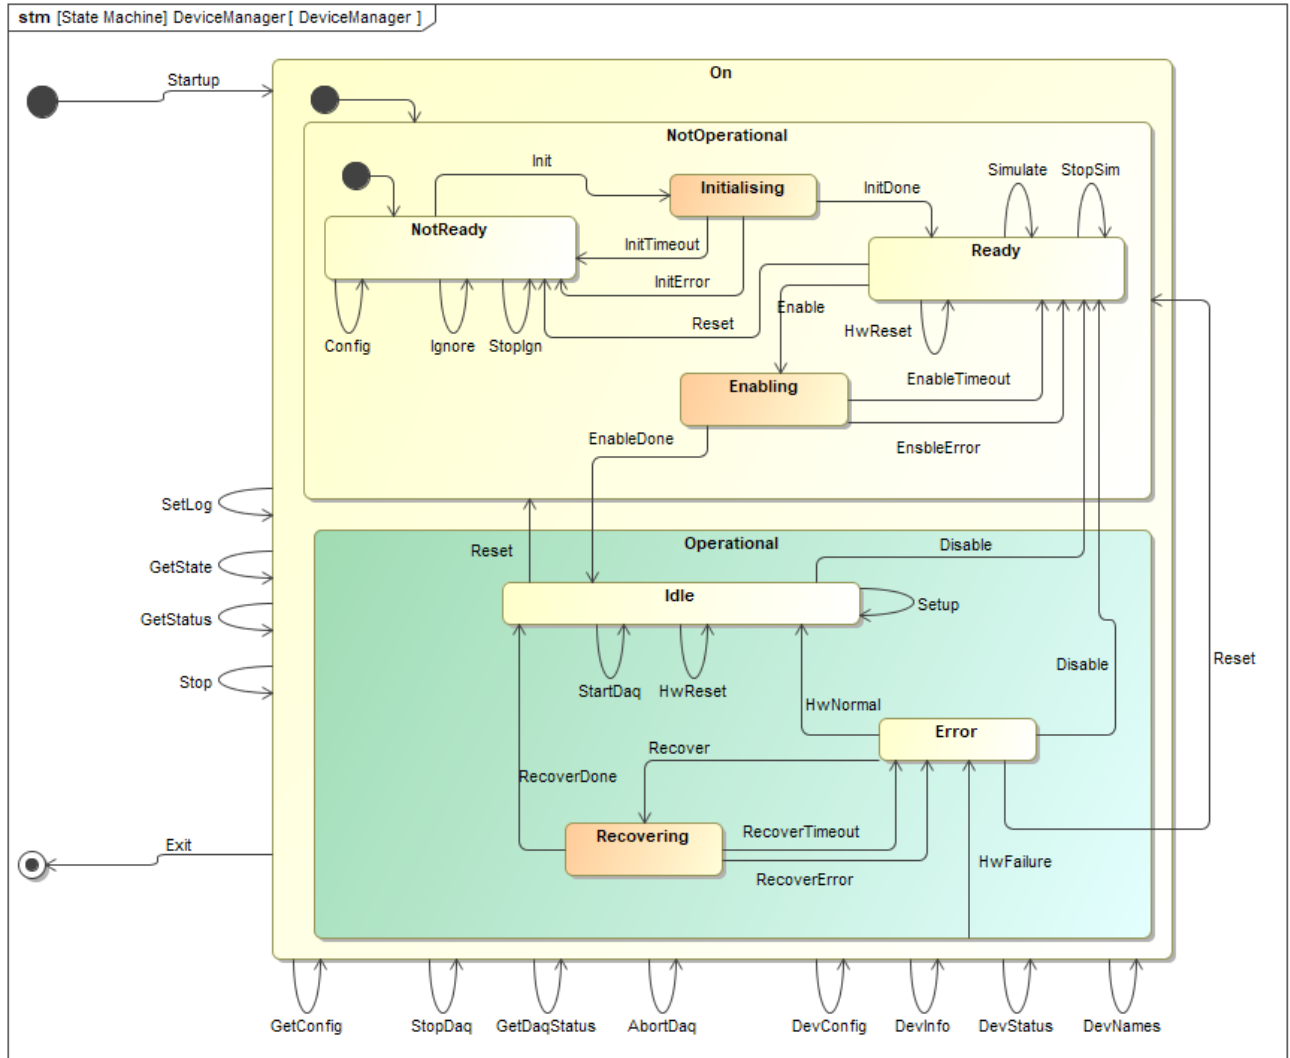 stm [State Machine] DeviceManager [ DeviceManager ]
On
Startup
NotOperational
Init
Initialising
InitDone
Simulate
StopSim
NotReady
InitTimeout
Ready
InitError
Enable
Reset
HwReset
Config
Ignore
StopIgn
Enabling
EnableTimeout
EnableDone
EnsbleError
SetLog
GetState
GetStatus
Stop
Reset
Operational
Disable
Idle
Setup
StartDaq
HwReset
HwNormal
Disable
Reset
Error
Recover
RecoverDone
Recovering
RecoverTimeout
RecoverError
HwFailure
Exit
GetConfig
StopDaq
GetDaqStatus
AbortDaq
DevConfig
DevInfo
DevStatus
DevNames